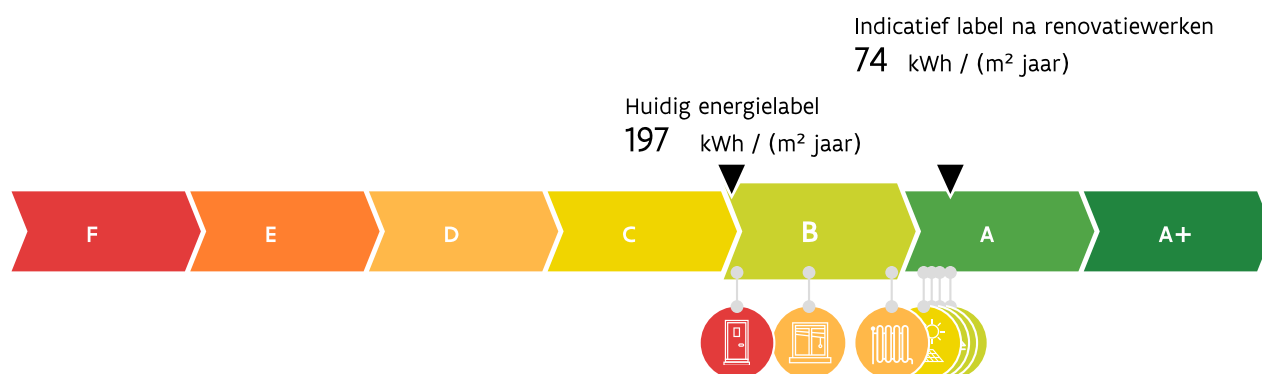 Indicatief label na renovatiewerken
74 kWh / (m² jaar)
Huidig energielabel
197 kWh / (m² jaar)
F E D C B A A+